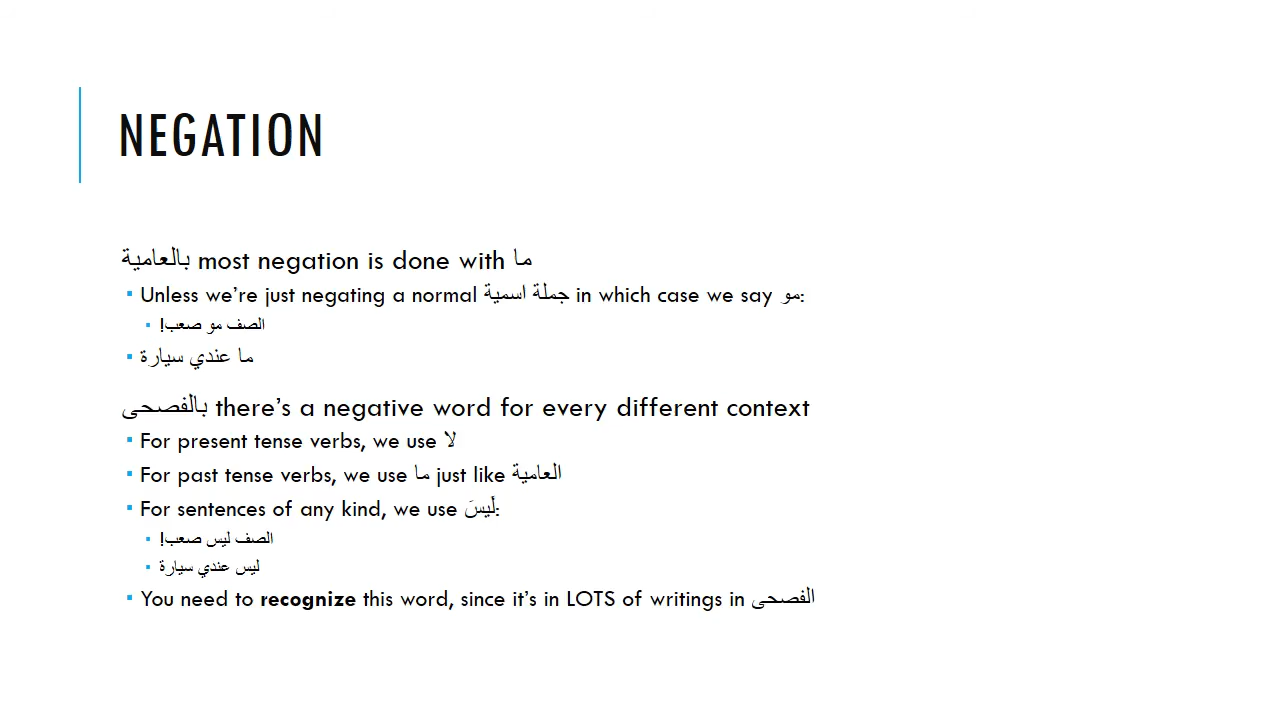 NEGATION
بالعامية most negation is done with ما
Unless we're just negating a normal جملة اسمية in which case we say مو:
الصف مو صعب!
ما عندي سيارة
بالفصحى there's a negative word for every different context
For present tense verbs, we use لا
For past tense verbs, we use ما just like العامية
For sentences of any kind, we use لَيسَ:
الصف ليس صعب!
ليس عندي سيارة
You need to recognize this word, since it's in LOTS of writings in الفصحى